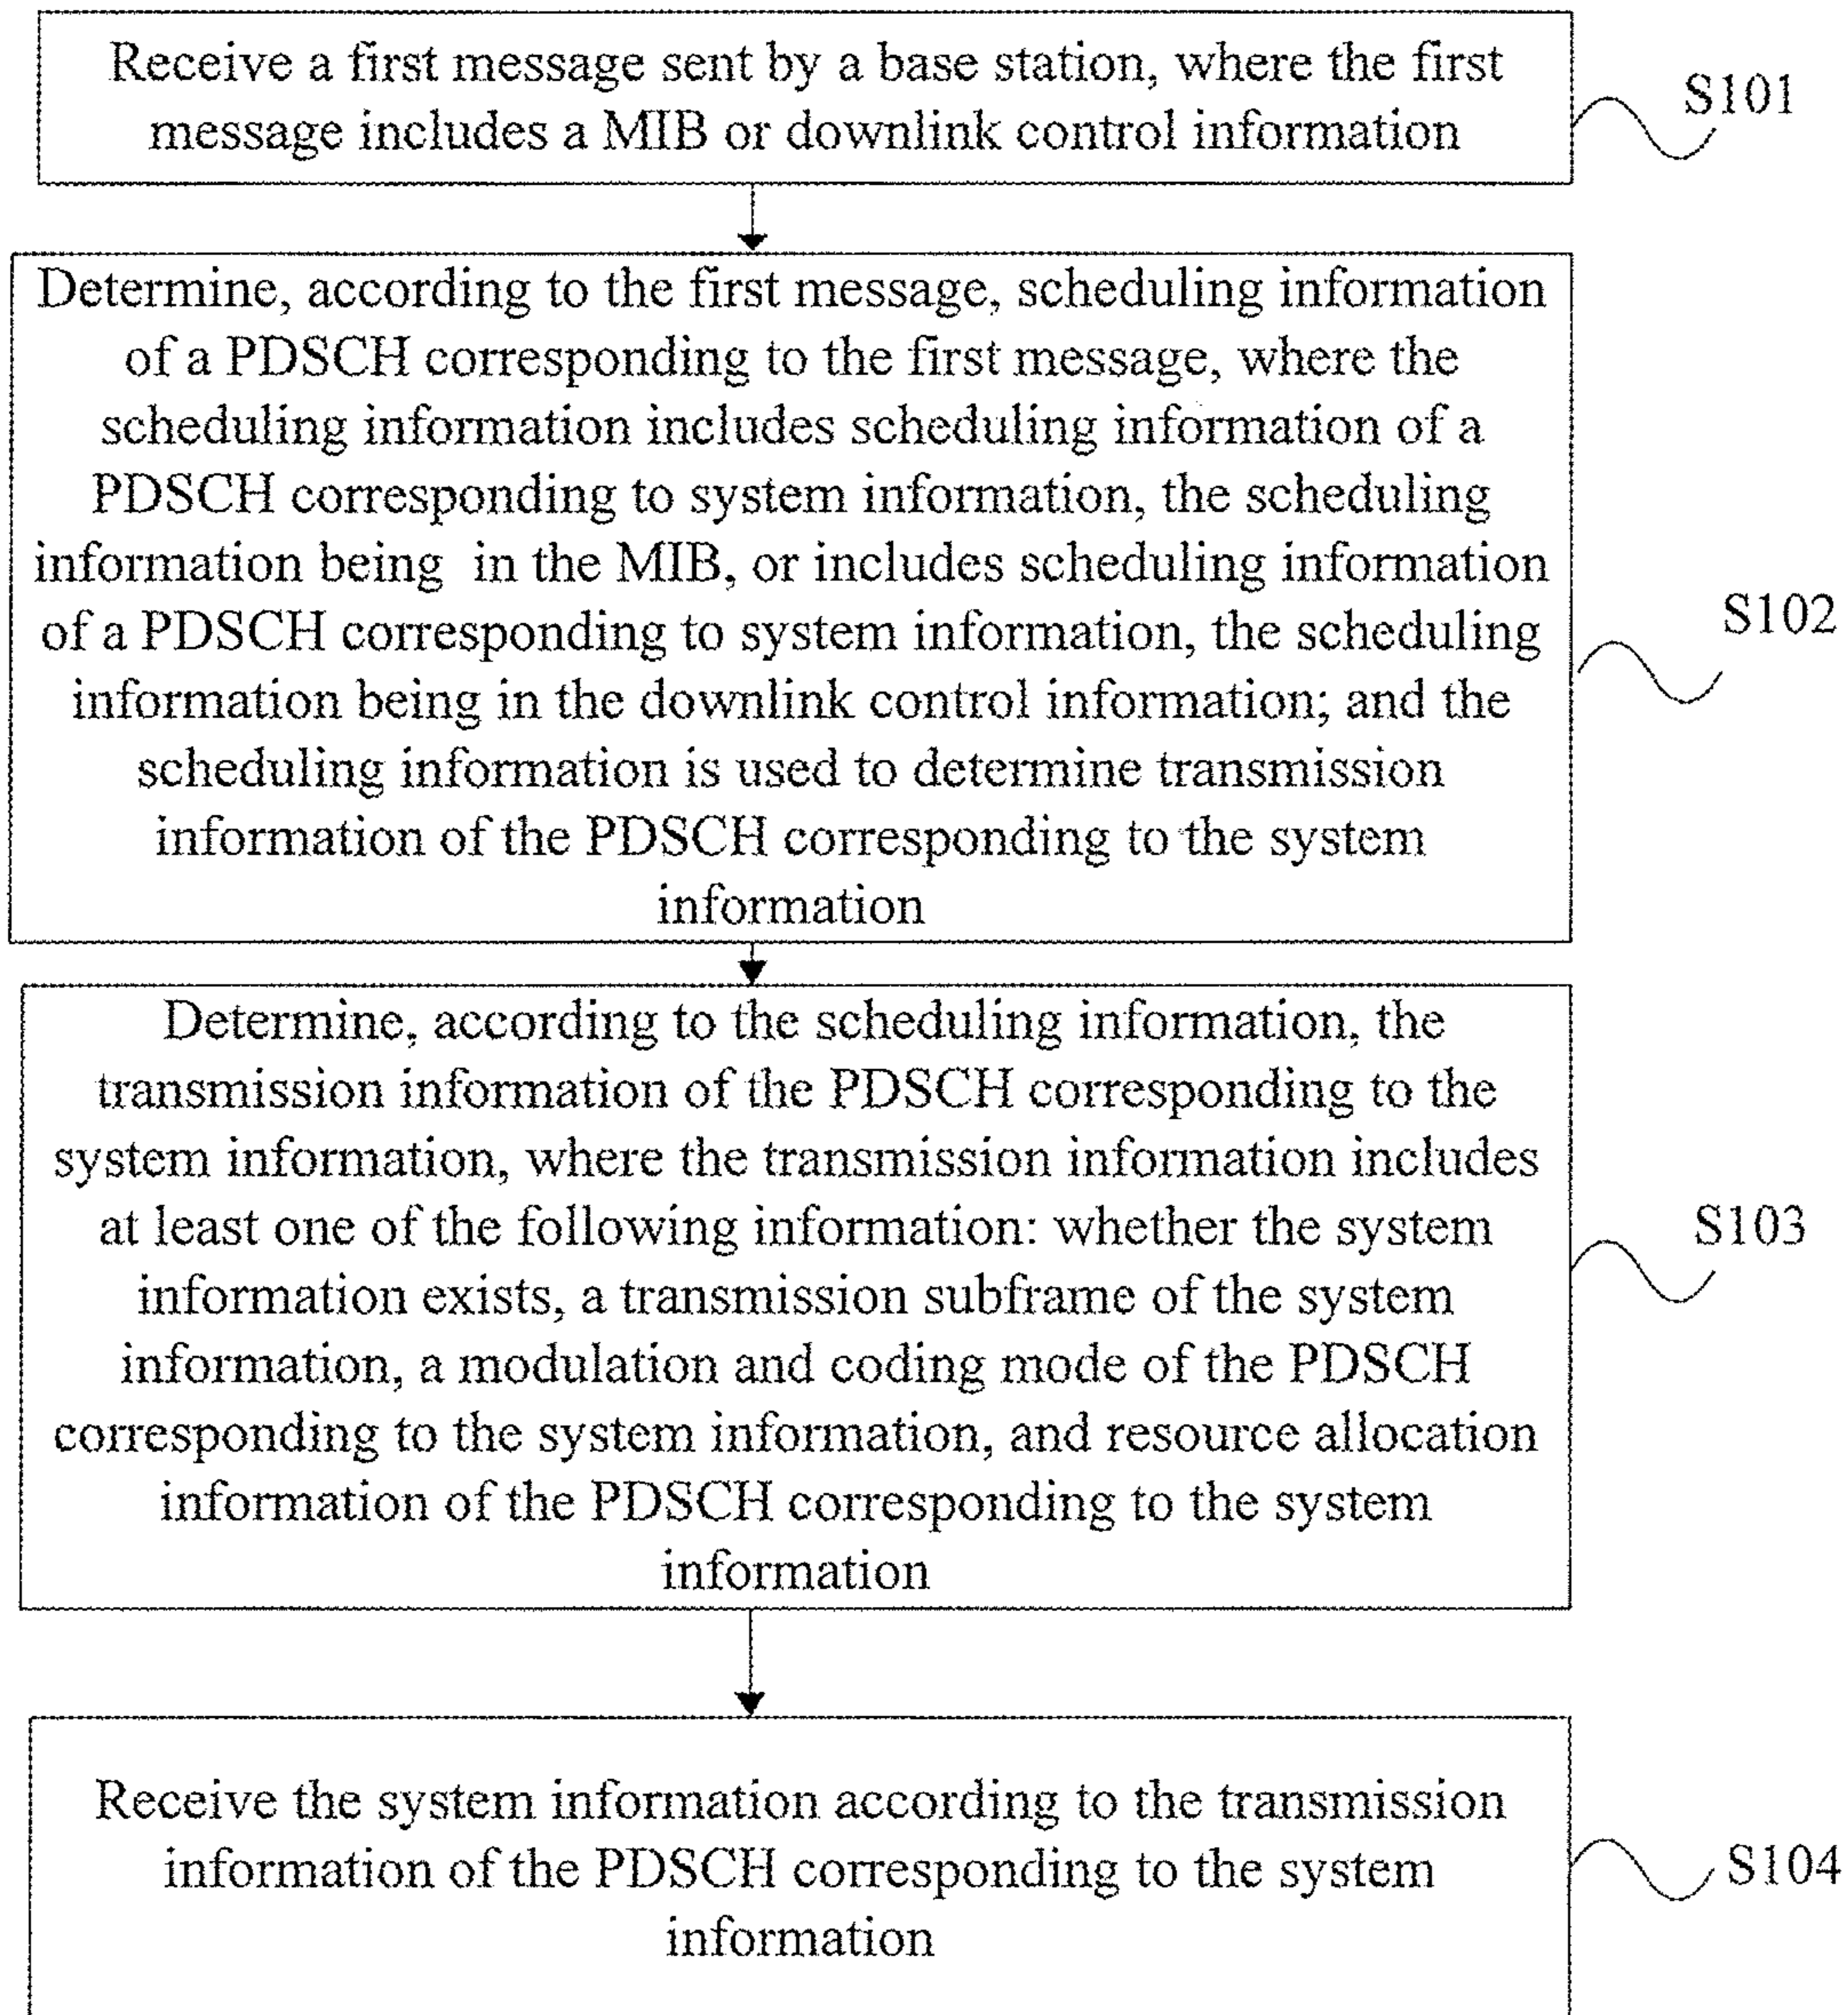 Receive a first message sent by a base station, where the first
message includes a MIB or downlink control information
S101
Determine, according to the first message, scheduling information
of a PDSCH corresponding to the first message, where the
scheduling information includes scheduling information of a
PDSCH corresponding to system information, the scheduling
information being in the MIB, or includes scheduling information
of a PDSCH corresponding to system information, the scheduling
information being in the downlink control information; and the
scheduling information is used to determine transmission
information of the PDSCH corresponding to the system
information
S102
Determine, according to the scheduling information, the
transmission information of the PDSCH corresponding to the
system information, where the transmission information includes
at least one of the following information: whether the system
information exists, a transmission subframe of the system
information, a modulation and coding mode of the PDSCH
corresponding to the system information, and resource allocation
information of the PDSCH corresponding to the system
information
S103
Receive the system information according to the transmission
information of the PDSCH corresponding to the system
information
S104